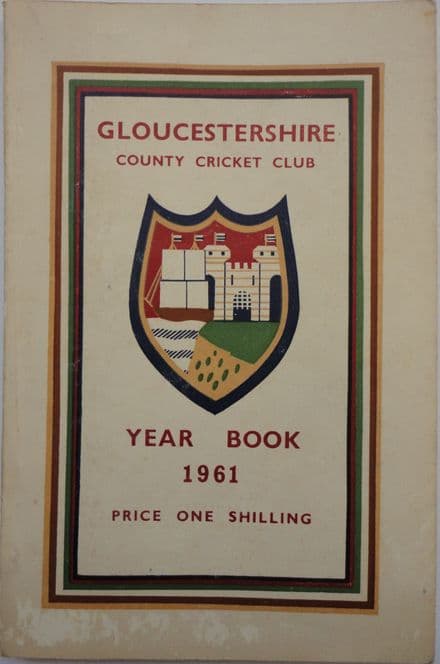 GLOUCESTERSHIRE
COUNTY CRICKET CLUB
YEAR BOOK
1961
PRICE ONE SHILLING